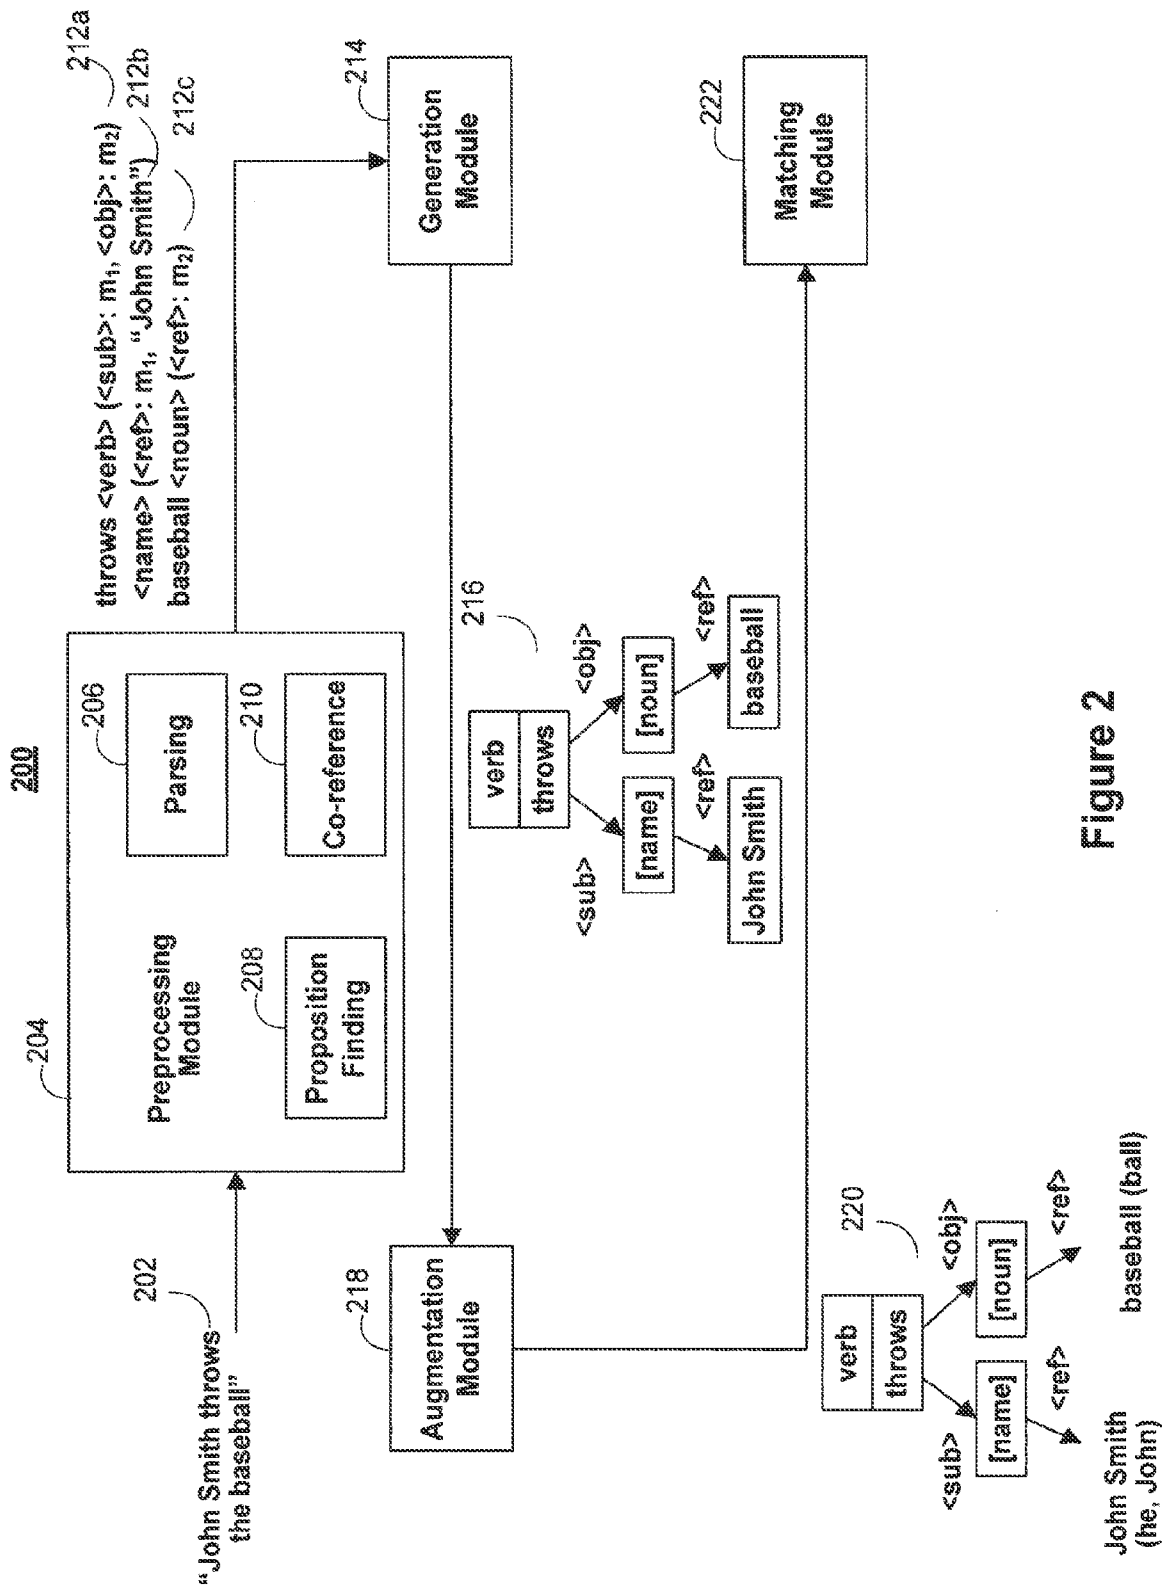 200
204
Preprocessing
Module
206
Parsing
208
Proposition
Finding
210
Co-reference
202
“John Smith throws
the baseball”
throws <verb> (<sub>: m₁, <obj>: m₂)
<name> (<ref>: m₁, “John Smith”)
baseball <noun> (<ref>: m₂)
212a
212b
212c
214
Generation
Module
216
verb
throws
<sub>
<obj>
[name]
[noun]
<ref>
<ref>
John Smith
baseball
218
Augmentation
Module
220
verb
throws
<sub>
<obj>
[name]
[noun]
<ref>
<ref>
John Smith
(he, John)
baseball (ball)
222
Matching
Module
Figure 2